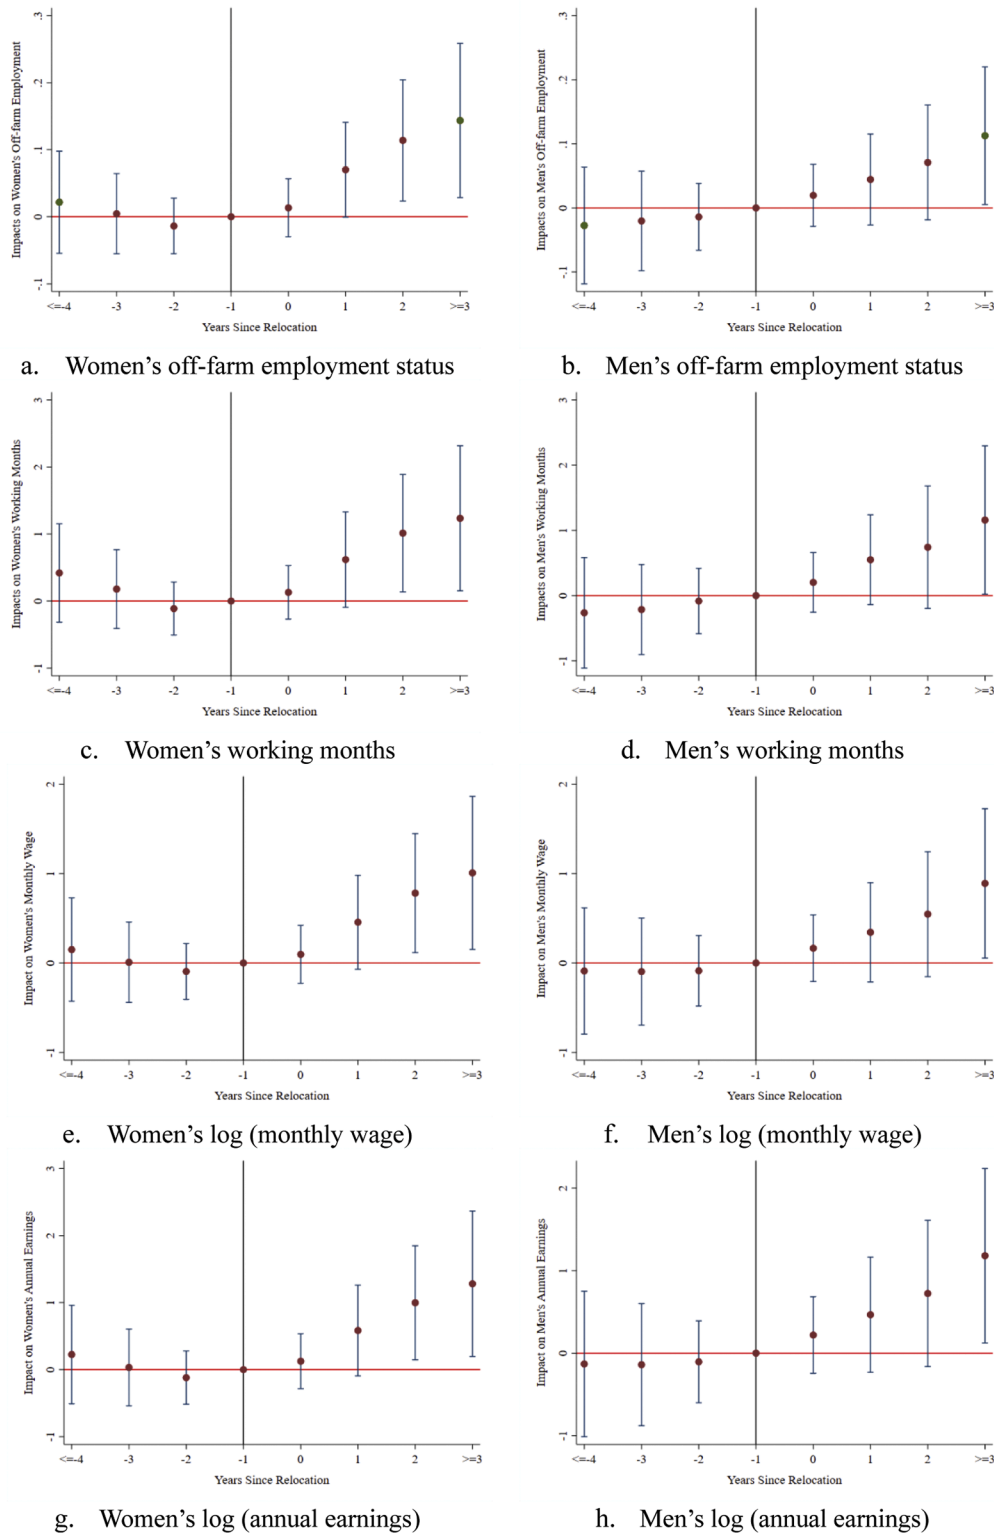 Impacts on Women's Off-farm Employment
.3
.2
.1
0
-.1
<=-4 -3 -2 -1 0 1 2 >=3
Years Since Relocation
a. Women’s off-farm employment status
Impacts on Men's Off-farm Employment
.3
.2
.1
0
-.1
<=-4 -3 -2 -1 0 1 2 >=3
Years Since Relocation
b. Men’s off-farm employment status
Impacts on Women's Working Months
3
2
1
0
-1
<=-4 -3 -2 -1 0 1 2 >=3
Years Since Relocation
c. Women’s working months
Impacts on Men's Working Months
3
2
1
0
-1
<=-4 -3 -2 -1 0 1 2 >=3
Years Since Relocation
d. Men’s working months
Impact on Women's Monthly Wage
2
1
0
-1
<=-4 -3 -2 -1 0 1 2 >=3
Years Since Relocation
e. Women’s log (monthly wage)
Impact on Men's Monthly Wage
2
1
0
-1
<=-4 -3 -2 -1 0 1 2 >=3
Years Since Relocation
f. Men’s log (monthly wage)
Impact on Women's Annual Earnings
3
2
1
0
-1
<=-4 -3 -2 -1 0 1 2 >=3
Years Since Relocation
g. Women’s log (annual earnings)
Impact on Men's Annual Earnings
2
1
0
-1
<=-4 -3 -2 -1 0 1 2 >=3
Years Since Relocation
h. Men’s log (annual earnings)